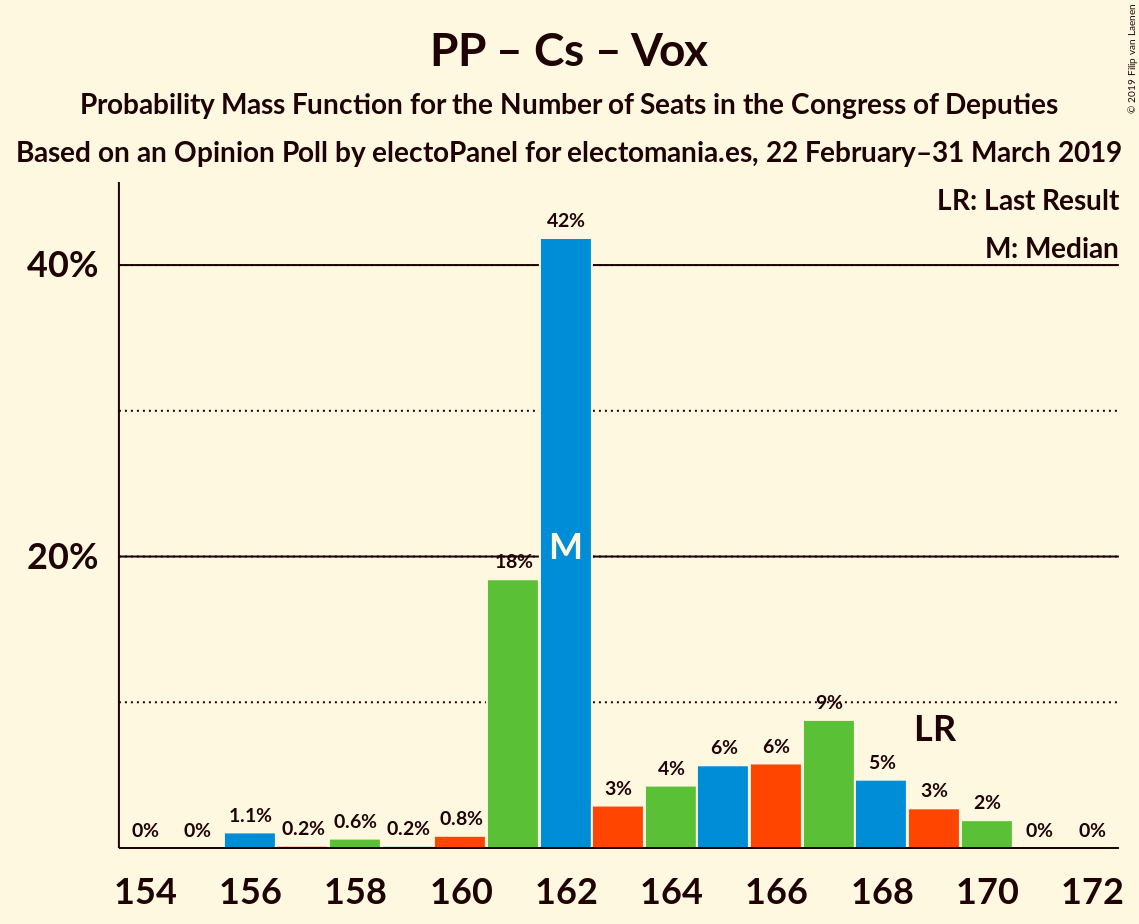 PP – Cs – Vox
Probability Mass Function for the Number of Seats in the Congress of Deputies
Based on an Opinion Poll by electoPanel for electomania.es, 22 February–31 March 2019
© 2019 Filip van Laenen
LR: Last Result
M: Median
40%
20%
0%
0%
1.1%
0.2%
0.6%
0.2%
0.8%
18%
42%
M
3%
4%
6%
6%
9%
5%
LR
3%
2%
0%
0%
154 156 158 160 162 164 166 168 170 172